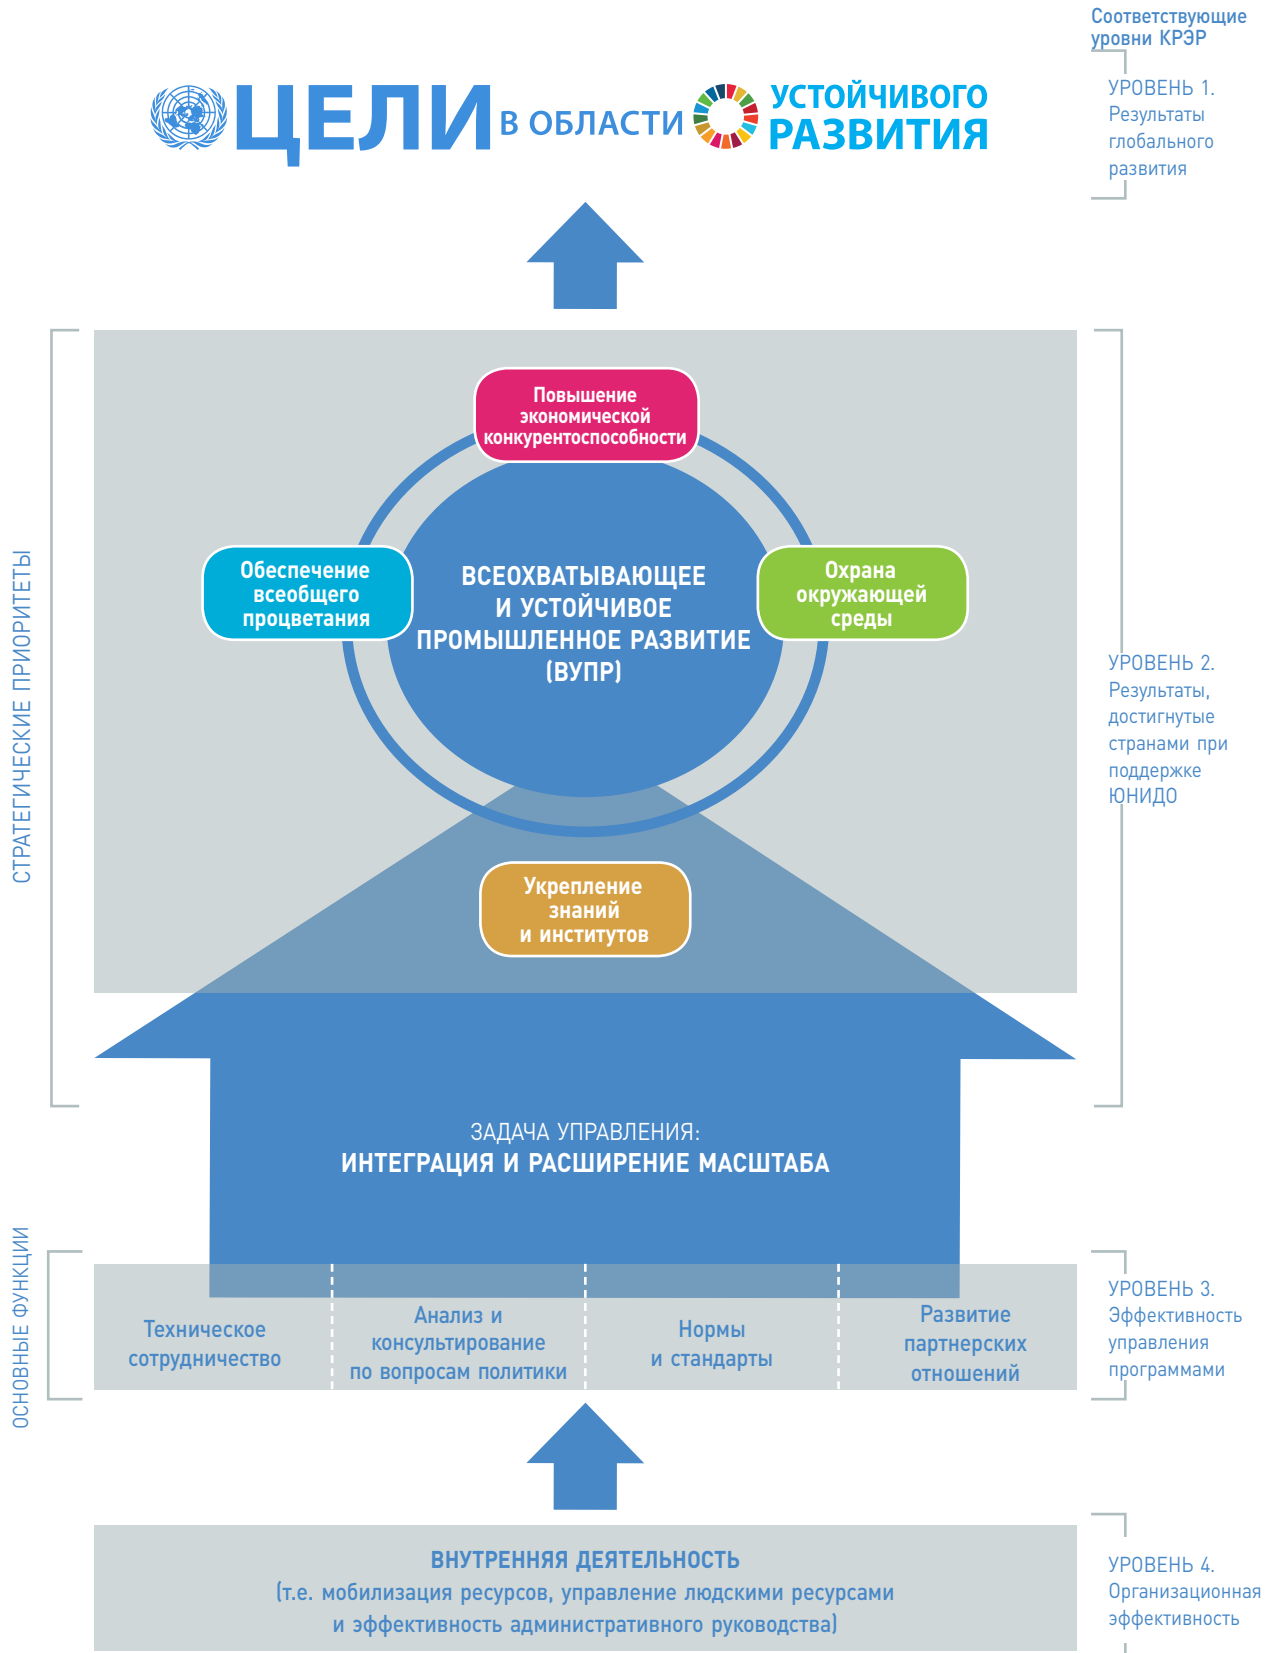 Соответствующие
уровни КРЭР
ЦЕЛИ В ОБЛАСТИ УСТОЙЧИВОГО
РАЗВИТИЯ
УРОВЕНЬ 1.
Результаты
глобального
развития
СТРАТЕГИЧЕСКИЕ ПРИОРИТЕТЫ
Повышение
экономической
конкурентоспособности
Обеспечение
всеобщего
процветания
ВСЕОХВАТЫВАЮЩЕЕ
И УСТОЙЧИВОЕ
ПРОМЫШЛЕННОЕ РАЗВИТИЕ
(ВУПР)
Охрана
окружающей
среды
Укрепление
знаний
и институтов
УРОВЕНЬ 2.
Результаты,
достигнутые
странами при
поддержке
ЮНИДО
ЗАДАЧА УПРАВЛЕНИЯ:
ИНТЕГРАЦИЯ И РАСШИРЕНИЕ МАСШТАБА
ОСНОВНЫЕ ФУНКЦИИ
Техническое
сотрудничество
Анализ и
консультирование
по вопросам политики
Нормы
и стандарты
Развитие
партнерских
отношений
УРОВЕНЬ 3.
Эффективность
управления
программами
ВНУТРЕННЯЯ ДЕЯТЕЛЬНОСТЬ
(т.е. мобилизация ресурсов, управление людскими ресурсами
и эффективность административного руководства)
УРОВЕНЬ 4.
Организационная
эффективность